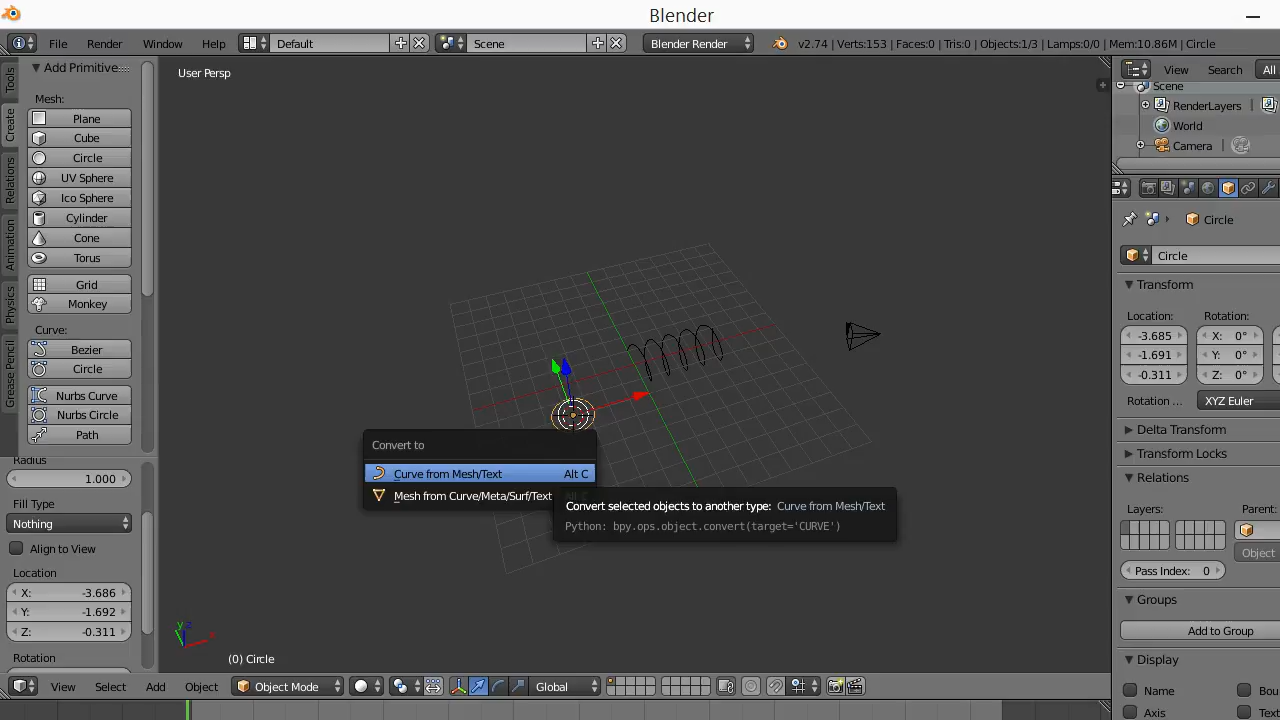 Blender
File Render Window Help Default Scene Blender Render v2.74 | Verts:153 | Faces:0 | Tris:0 | Objects:1/3 | Lamps:0/0 | Mem:10.86M | Circle
Tools
Create
Relations
Animation
Physics
Grease Pencil
Add Primitive
Mesh:
Plane
Cube
Circle
UV Sphere
Ico Sphere
Cylinder
Cone
Torus
Grid
Monkey
Curve:
Bezier
Circle
Nurbs Curve
Nurbs Circle
Path
Radius
1.000
Fill Type
Nothing
Align to View
Location
X: -3.686
Y: -1.692
Z: -0.311
Rotation
User Persp
Convert to
Curve from Mesh/Text Alt C
Mesh from Curve/Meta/Surf/Text Alt C
Convert selected objects to another type: Curve from Mesh/Text
Python: bpy.ops.object.convert(target='CURVE')
y z x
(0) Circle
View Select Add Object Object Mode Global
View Search All
Scene
RenderLayers
World
Camera
Circle
Circle
Transform
Location: Rotation:
-3.685 X: 0°
-1.691 Y: 0°
-0.311 Z: 0°
Rotation ... XYZ Euler
Delta Transform
Transform Locks
Relations
Layers: Parent:
Object
Pass Index: 0
Groups
Add to Group
Display
Name Bou
Axis Text